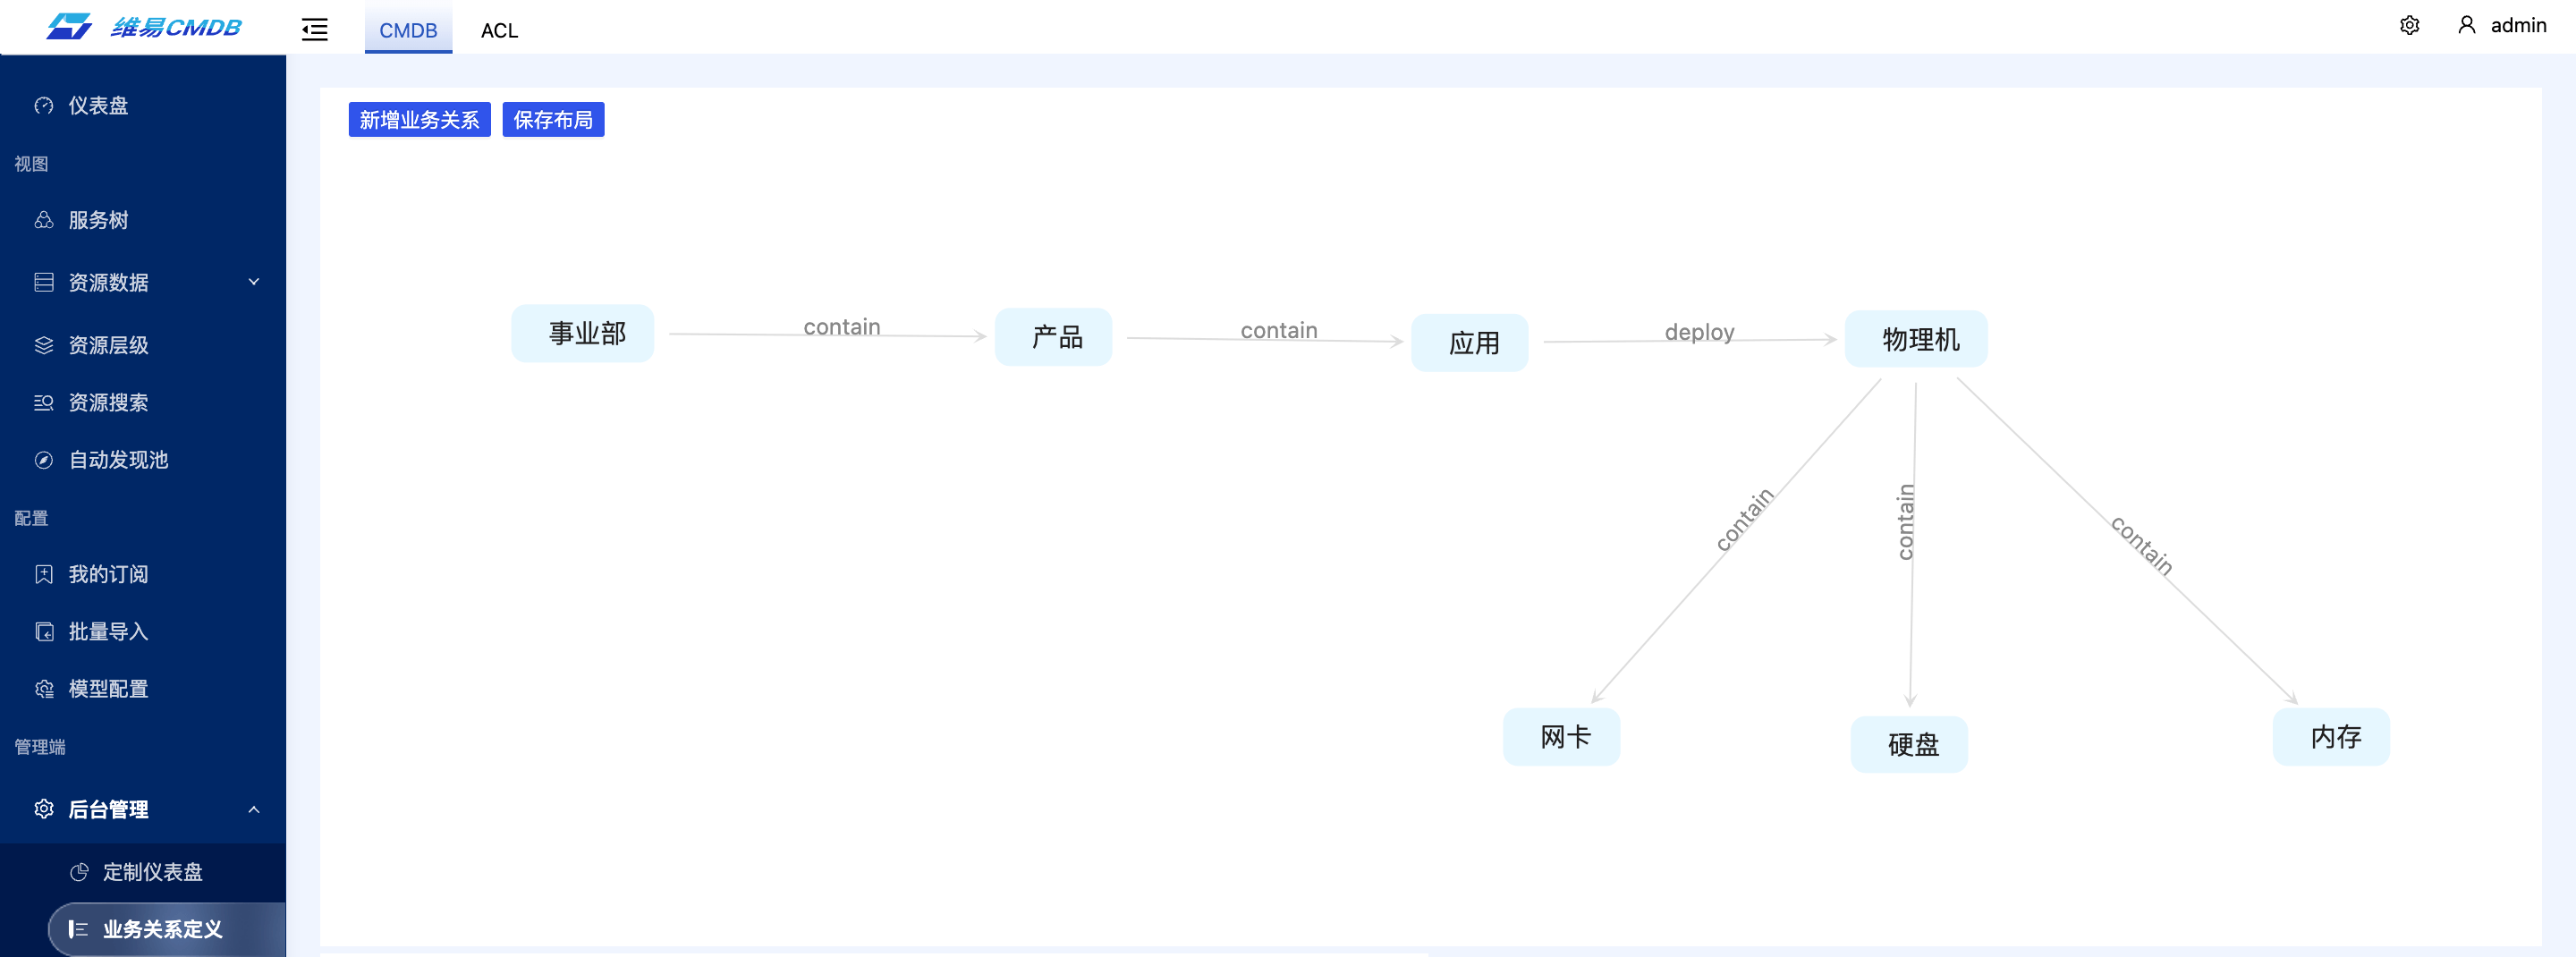 维易CMDB
CMDB
ACL
admin
仪表盘
视图
服务树
资源数据
资源层级
资源搜索
自动发现池
配置
我的订阅
批量导入
模型配置
管理端
后台管理
定制仪表盘
业务关系定义
新增业务关系
保存布局
事业部
contain
产品
contain
应用
deploy
物理机
contain
contain
contain
网卡
硬盘
内存